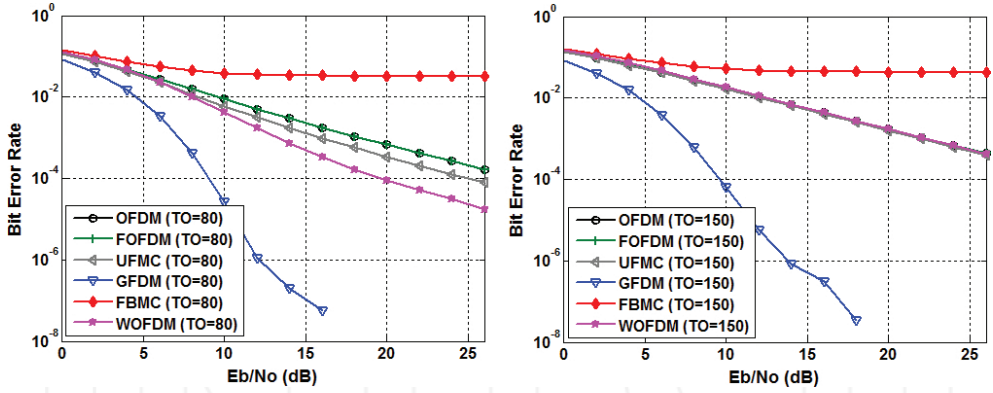 10^0
10^-2
10^-4
10^-6
10^-8
Bit Error Rate
OFDM (TO=80)
FOFDM (TO=80)
UFMC (TO=80)
GFDM (TO=80)
FBMC (TO=80)
WOFDM (TO=80)
0 5 10 15 20 25
Eb/No (dB)
10^0
10^-2
10^-4
10^-6
10^-8
Bit Error Rate
OFDM (TO=150)
FOFDM (TO=150)
UFMC (TO=150)
GFDM (TO=150)
FBMC (TO=150)
WOFDM (TO=150)
0 5 10 15 20 25
Eb/No (dB)